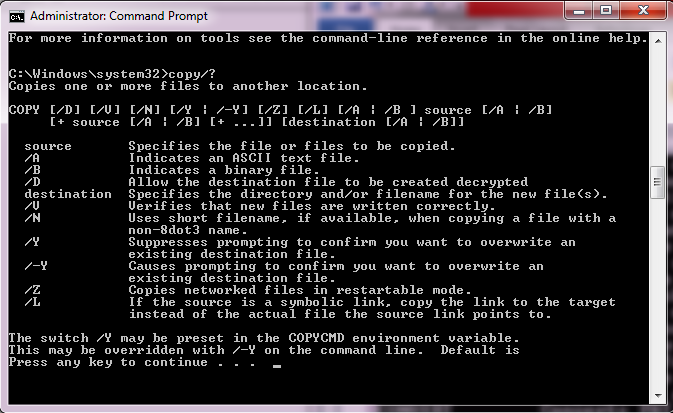 Administrator: Command Prompt
For more information on tools see the command-line reference in the online help.
C:\Windows\system32>copy/?
Copies one or more files to another location.
COPY [/D] [/V] [/N] [/Y ¦ /-Y] [/Z] [/L] [/A ¦ /B ] source [/A ¦ /B]
[+ source [/A ¦ /B] [+ ...]] [destination [/A ¦ /B]]
source Specifies the file or files to be copied.
/A Indicates an ASCII text file.
/B Indicates a binary file.
/D Allow the destination file to be created decrypted
destination Specifies the directory and/or filename for the new file(s).
/V Verifies that new files are written correctly.
/N Uses short filename, if available, when copying a file with a
non-8dot3 name.
/Y Suppresses prompting to confirm you want to overwrite an
existing destination file.
/-Y Causes prompting to confirm you want to overwrite an
existing destination file.
/Z Copies networked files in restartable mode.
/L If the source is a symbolic link, copy the link to the target
instead of the actual file the source link points to.
The switch /Y may be preset in the COPYCMD environment variable.
This may be overridden with /-Y on the command line. Default is
Press any key to continue . . . _